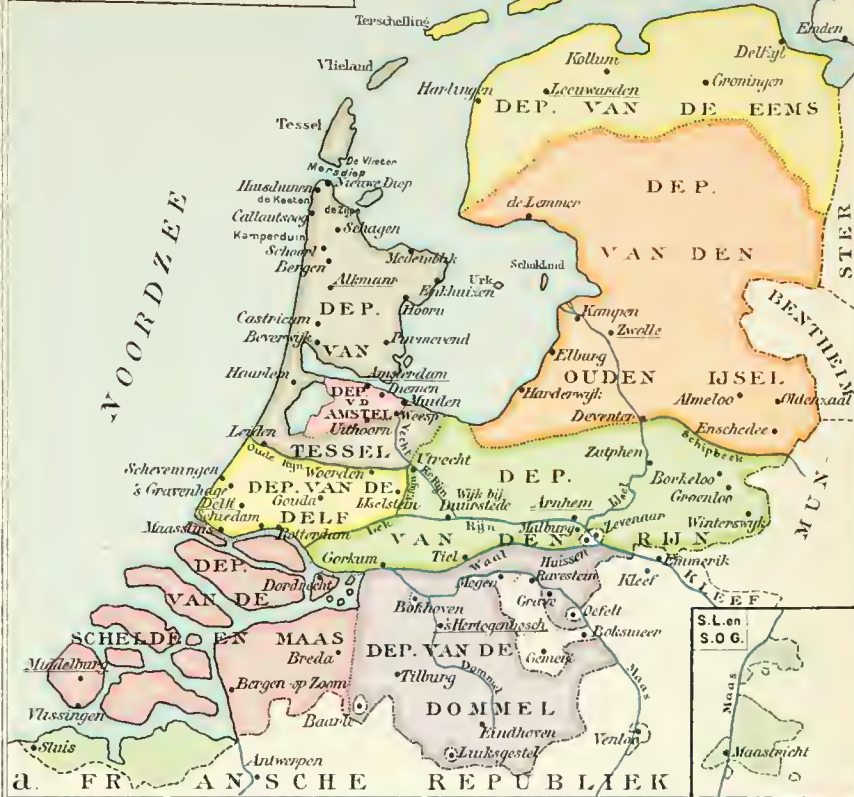 Terschelling
Emden
Vlieland
Kollum
Delfzyl
Harlingen
Leeuwarden
Groningen
DEP. VAN DE EEMS
Tessel
De Vlieter
Marsdiep
Nieuwe Diep
Huisduinen
de Keeten
Callantsoog
de Zijpe
Schagen
Kamperduin
Schoorl
Bergen
Medemblik
Alkmaar
Enkhuizen
Urk
Schokland
de Lemmer
DEP.
VAN DEN
OUDEN IJSEL
STER
BENTHEIM
VOORDZEE
DEP.
VAN
TESSEL
Hoorn
Castricum
Beverwijk
Purmerend
Haarlem
Kampen
Zwolle
Elburg
Harderwijk
Almeloo
Oldenzaal
Deventer
Enschedee
Amsterdam
Diemen
Muiden
Weesp
DEP.
V. D.
AMSTEL
Uithoorn
Vecht
Leiden
Oude Rijn
Woerden
Utrecht
Kr. Rijn
Zutphen
Schipbeek
Borkeloo
Groenloo
Winterswijk
MUN-
Scheveningen
's Gravenhage
Delft
Schiedam
Maassluis
DEP. VAN DE
DELF
Gouda
IJselstein
Rotterdam
DEP.
VAN DEN RIJN
Wijk bij
Duurstede
Arnhem
IJsel
Malburg
Zevenaar
Lek
Rijn
Huissen
Emmerik
Gorkum
Tiel
Waal
Kleef
KLEEF
DEP.
VAN DE
SCHELDE EN MAAS
Dordrecht
Megen
Ravestein
Bokhoven
Grave
Oefelt
's Hertogenbosch
Boksmeer
Gemert
DEP. VAN DE
DOMMEL
Dommel
Maas
Middelburg
Breda
Tilburg
Vlissingen
Bergen op Zoom
Baarle
Eindhoven
Venloo
Luiksgestel
Sluis
Antwerpen
S.L. en
S.O G.
Maas
Maastricht
a. FRANSCHE REPUBLIEK